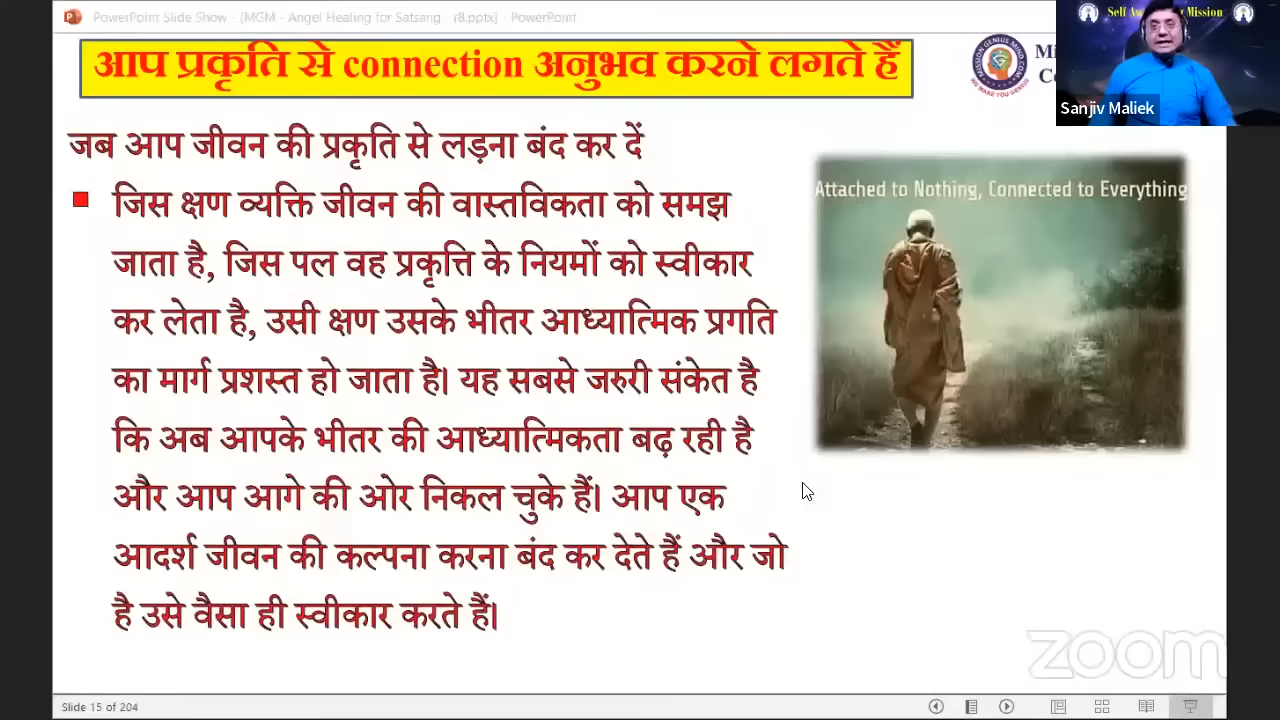 PowerPoint Slide Show - [MGM - Angel Healing for Satsang r8.pptx] - PowerPoint
Self Mission
आप प्रकृति से connection अनुभव करने लगते हैं
WE MAKE YOU GENIUS
Sanjiv Maliek
जब आप जीवन की प्रकृति से लड़ना बंद कर दें
Attached to Nothing, Connected to Everything
जिस क्षण व्यक्ति जीवन की वास्तविकता को समझ
जाता है, जिस पल वह प्रकृत्ति के नियमों को स्वीकार
कर लेता है, उसी क्षण उसके भीतर आध्यात्मिक प्रगति
का मार्ग प्रशस्त हो जाता है। यह सबसे जरुरी संकेत है
कि अब आपके भीतर की आध्यात्मिकता बढ़ रही है
और आप आगे की ओर निकल चुके हैं। आप एक
आदर्श जीवन की कल्पना करना बंद कर देते हैं और जो
है उसे वैसा ही स्वीकार करते हैं।
zoom
Slide 15 of 204